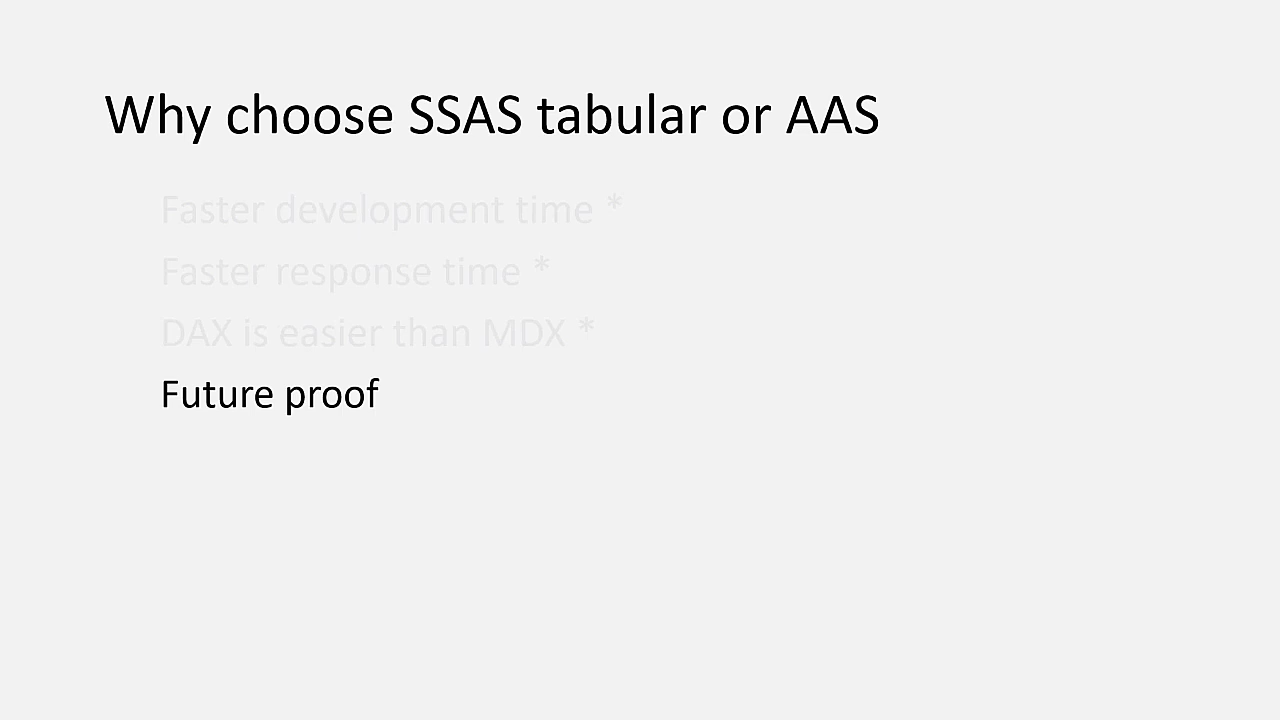 Why choose SSAS tabular or AAS
Faster development time *
Faster response time *
DAX is easier than MDX *
Future proof